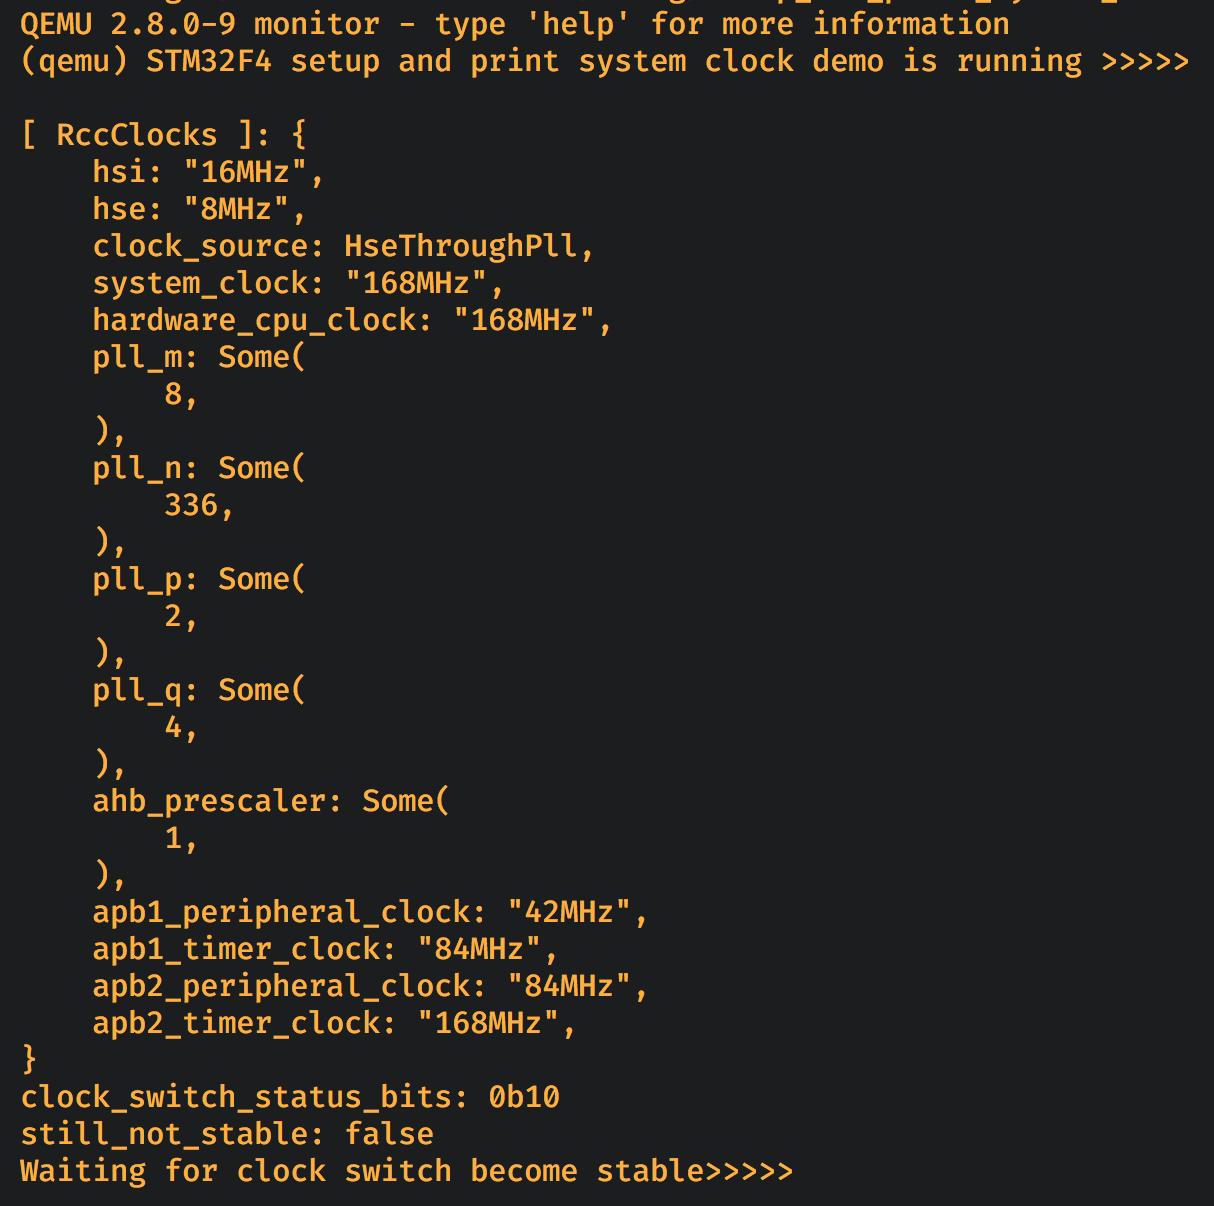 QEMU 2.8.0-9 monitor - type 'help' for more information
(qemu) STM32F4 setup and print system clock demo is running >>>>>
[ RccClocks ]: {
    hsi: "16MHz",
    hse: "8MHz",
    clock_source: HseThroughPll,
    system_clock: "168MHz",
    hardware_cpu_clock: "168MHz",
    pll_m: Some(
        8,
    ),
    pll_n: Some(
        336,
    ),
    pll_p: Some(
        2,
    ),
    pll_q: Some(
        4,
    ),
    ahb_prescaler: Some(
        1,
    ),
    apb1_peripheral_clock: "42MHz",
    apb1_timer_clock: "84MHz",
    apb2_peripheral_clock: "84MHz",
    apb2_timer_clock: "168MHz",
}
clock_switch_status_bits: 0b10
still_not_stable: false
Waiting for clock switch become stable>>>>>